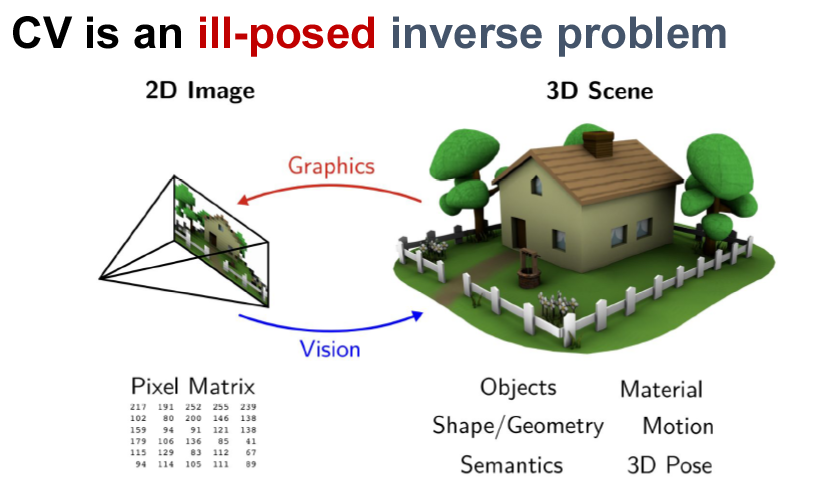 CV is an ill-posed inverse problem
2D Image
3D Scene
Graphics
Vision
Pixel Matrix
217 191 252 255 239
102 80 200 146 138
159 94 91 121 138
179 106 136 85 41
115 129 83 112 67
94 114 105 111 89
Objects Material
Shape/Geometry Motion
Semantics 3D Pose